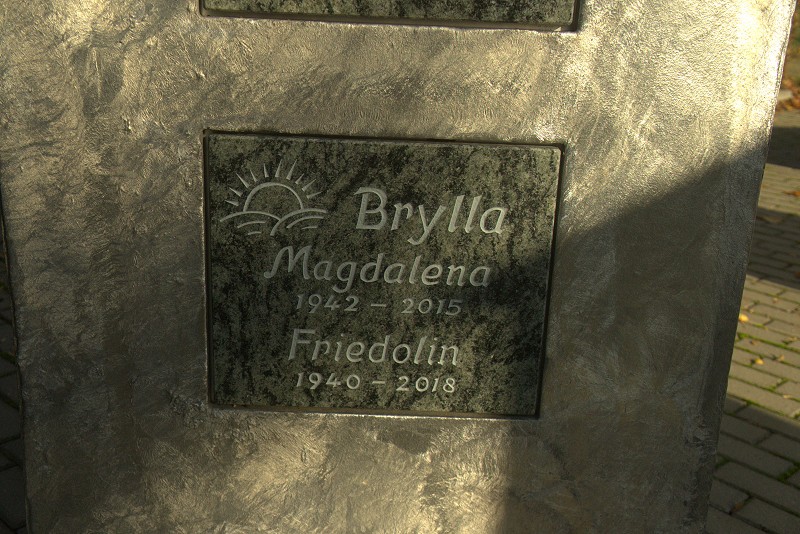 Brylla
Magdalena
1942 – 2015
Friedolin
1940 – 2018